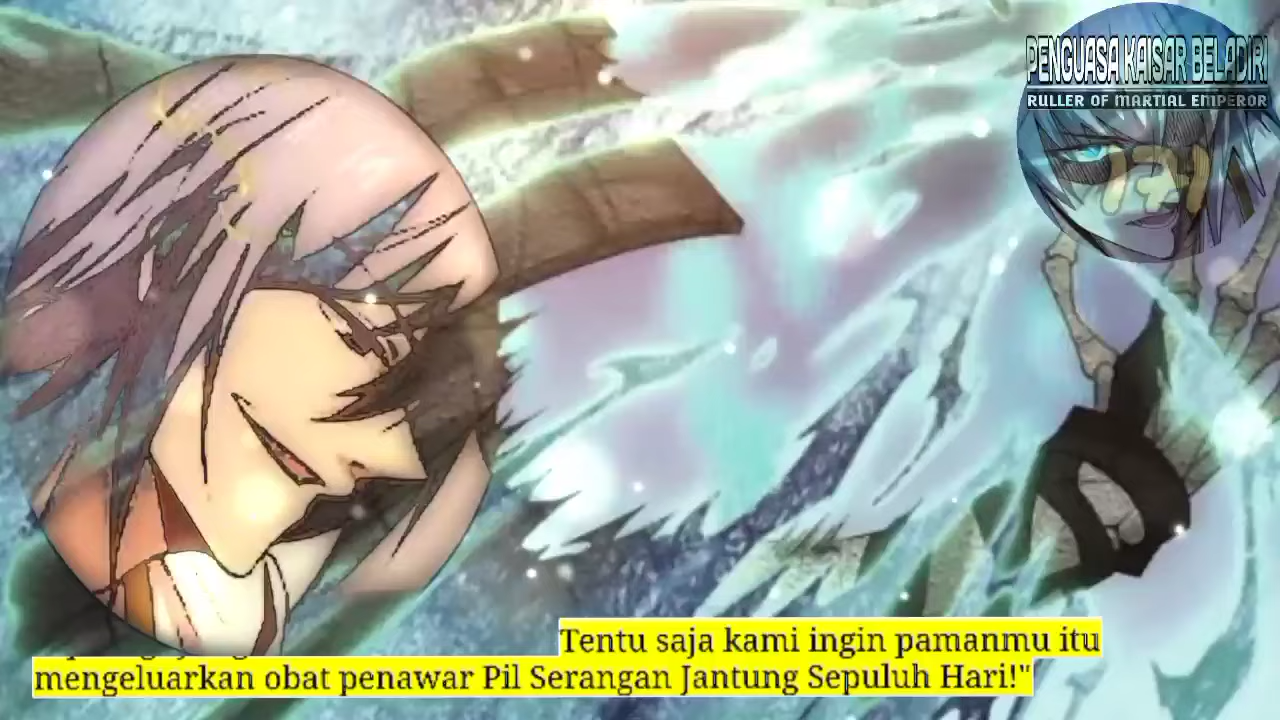 PENGUASA KAISAR BELADIRI
RULLER OF MARTIAL EMPEROR
Tentu saja kami ingin pamanmu itu
mengeluarkan obat penawar Pil Serangan Jantung Sepuluh Hari!"